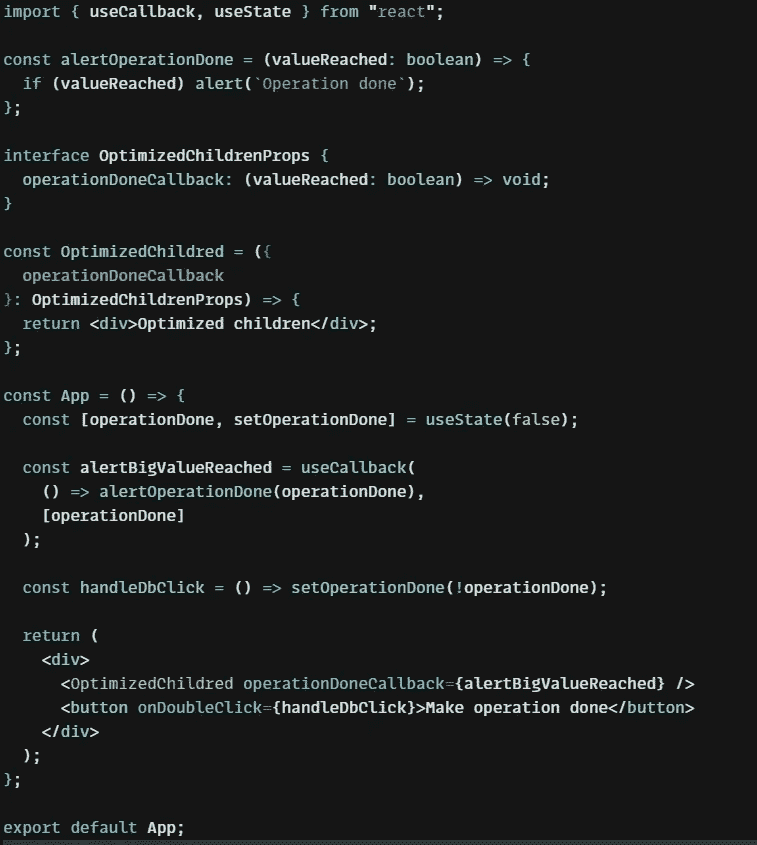 import { useCallback, useState } from "react";
const alertOperationDone = (valueReached: boolean) => {
if (valueReached) alert(`Operation done`);
};
interface OptimizedChildrenProps {
operationDoneCallback: (valueReached: boolean) => void;
}
const OptimizedChildred = ({
operationDoneCallback
}: OptimizedChildrenProps) => {
return <div>Optimized children</div>;
};
const App = () => {
const [operationDone, setOperationDone] = useState(false);
const alertBigValueReached = useCallback(
() => alertOperationDone(operationDone),
[operationDone]
);
const handleDbClick = () => setOperationDone(!operationDone);
return (
<div>
<OptimizedChildred operationDoneCallback={alertBigValueReached} />
<button onDoubleClick={handleDbClick}>Make operation done</button>
</div>
);
};
export default App;